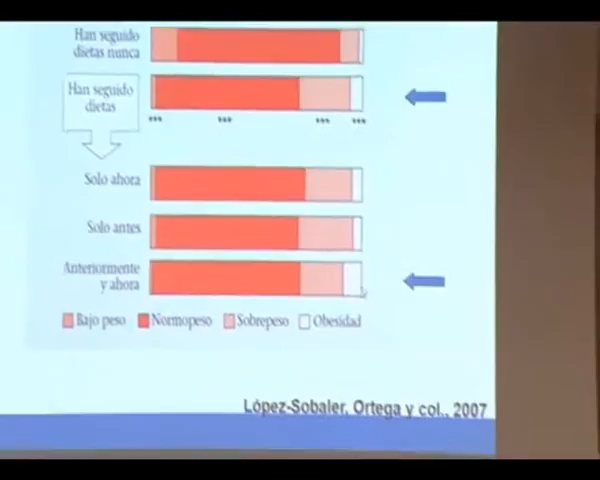 Han seguido
dietas nunca
Han seguido
dietas
*** *** *** ***
Solo ahora
Solo antes
Anteriormente
y ahora
Bajo peso Normopeso Sobrepeso Obesidad
López-Sobaler, Ortega y col., 2007